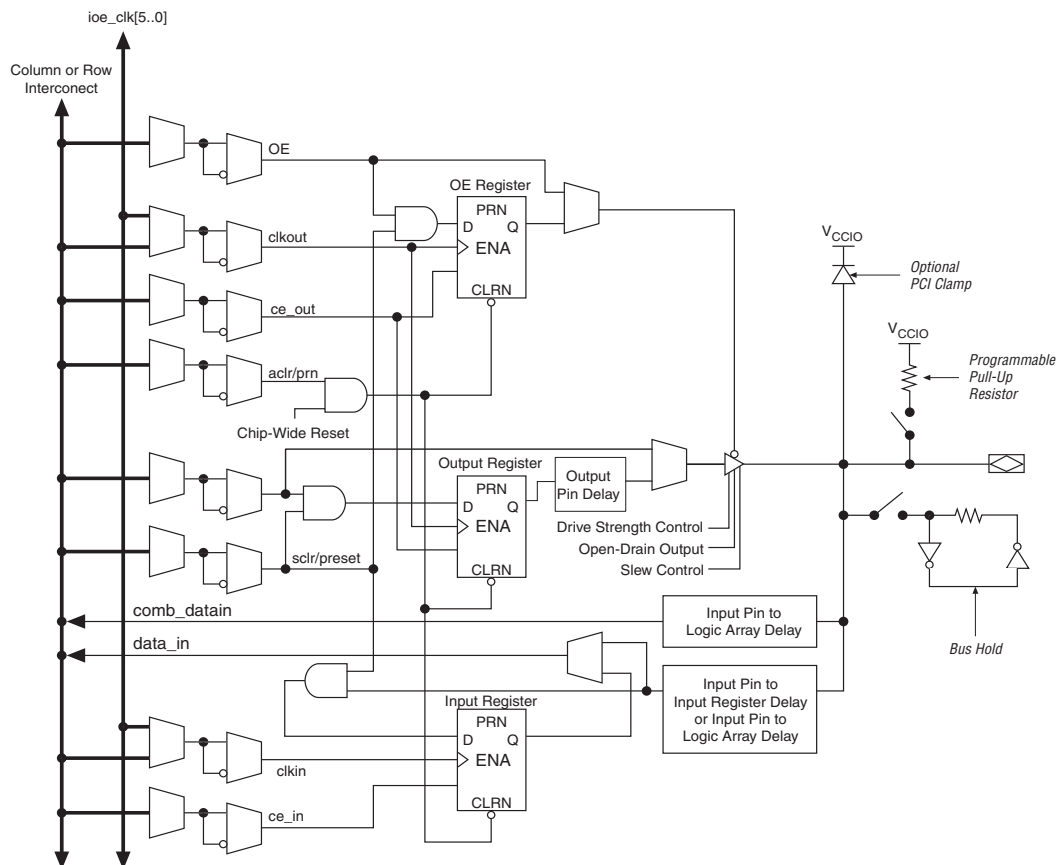 ioe_clk[5..0]
Column or Row
Interconect
OE
OE Register
PRN
D
Q
ENA
CLRN
clkout
ce_out
aclr/prn
Chip-Wide Reset
VCCIO
Optional
PCI Clamp
VCCIO
Programmable
Pull-Up
Resistor
Output Register
PRN
D
Q
ENA
CLRN
Output
Pin Delay
sclr/preset
Drive Strength Control
Open-Drain Output
Slew Control
comb_datain
data_in
Input Pin to
Logic Array Delay
Bus Hold
Input Pin to
Input Register Delay
or Input Pin to
Logic Array Delay
Input Register
PRN
D
Q
ENA
CLRN
clkin
ce_in